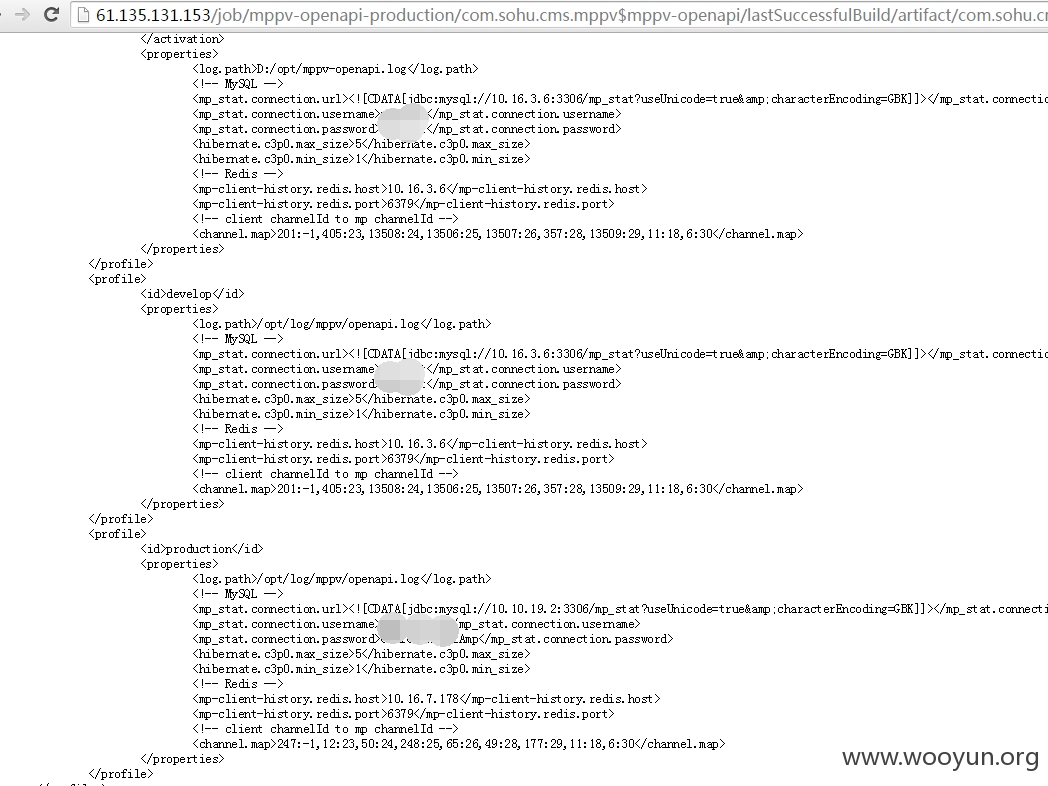 61.135.131.153/job/mppv-openapi-production/com.sohu.cms.mppv$mppv-openapi/lastSuccessfulBuild/artifact/com.sohu.c
</activation>
<properties>
<log.path>D:/opt/mppv-openapi.log</log.path>
<!-- MySQL -->
<mp_stat.connection.url><![CDATA[jdbc:mysql://10.16.3.6:3306/mp_stat?useUnicode=true&amp;characterEncoding=GBK]]></mp_stat.connectio
<mp_stat.connection.username> </mp_stat.connection.username>
<mp_stat.connection.password> </mp_stat.connection.password>
<hibernate.c3p0.max_size>5</hibernate.c3p0.max_size>
<hibernate.c3p0.min_size>1</hibernate.c3p0.min_size>
<!-- Redis -->
<mp-client-history.redis.host>10.16.3.6</mp-client-history.redis.host>
<mp-client-history.redis.port>6379</mp-client-history.redis.port>
<!-- client channelId to mp channelId -->
<channel.map>201:-1,405:23,13508:24,13506:25,13507:26,357:28,13509:29,11:18,6:30</channel.map>
</properties>
</profile>
<profile>
<id>develop</id>
<properties>
<log.path>/opt/log/mppv/openapi.log</log.path>
<!-- MySQL -->
<mp_stat.connection.url><![CDATA[jdbc:mysql://10.16.3.6:3306/mp_stat?useUnicode=true&amp;characterEncoding=GBK]]></mp_stat.connectio
<mp_stat.connection.username </mp_stat.connection.username>
<mp_stat.connection.password </mp_stat.connection.password>
<hibernate.c3p0.max_size>5</hibernate.c3p0.max_size>
<hibernate.c3p0.min_size>1</hibernate.c3p0.min_size>
<!-- Redis -->
<mp-client-history.redis.host>10.16.3.6</mp-client-history.redis.host>
<mp-client-history.redis.port>6379</mp-client-history.redis.port>
<!-- client channelId to mp channelId -->
<channel.map>201:-1,405:23,13508:24,13506:25,13507:26,357:28,13509:29,11:18,6:30</channel.map>
</properties>
</profile>
<profile>
<id>production</id>
<properties>
<log.path>/opt/log/mppv/openapi.log</log.path>
<!-- MySQL -->
<mp_stat.connection.url><![CDATA[jdbc:mysql://10.10.19.2:3306/mp_stat?useUnicode=true&amp;characterEncoding=GBK]]></mp_stat.connecti
<mp_stat.connection.username> /mp_stat.connection.username>
<mp_stat.connection.password> </mp_stat.connection.password>
<hibernate.c3p0.max_size>5</hibernate.c3p0.max_size>
<hibernate.c3p0.min_size>1</hibernate.c3p0.min_size>
<!-- Redis -->
<mp-client-history.redis.host>10.16.7.178</mp-client-history.redis.host>
<mp-client-history.redis.port>6379</mp-client-history.redis.port>
<!-- client channelId to mp channelId -->
<channel.map>247:-1,12:23,50:24,248:25,65:26,49:28,177:29,11:18,6:30</channel.map>
</properties>
</profile>
www.wooyun.org